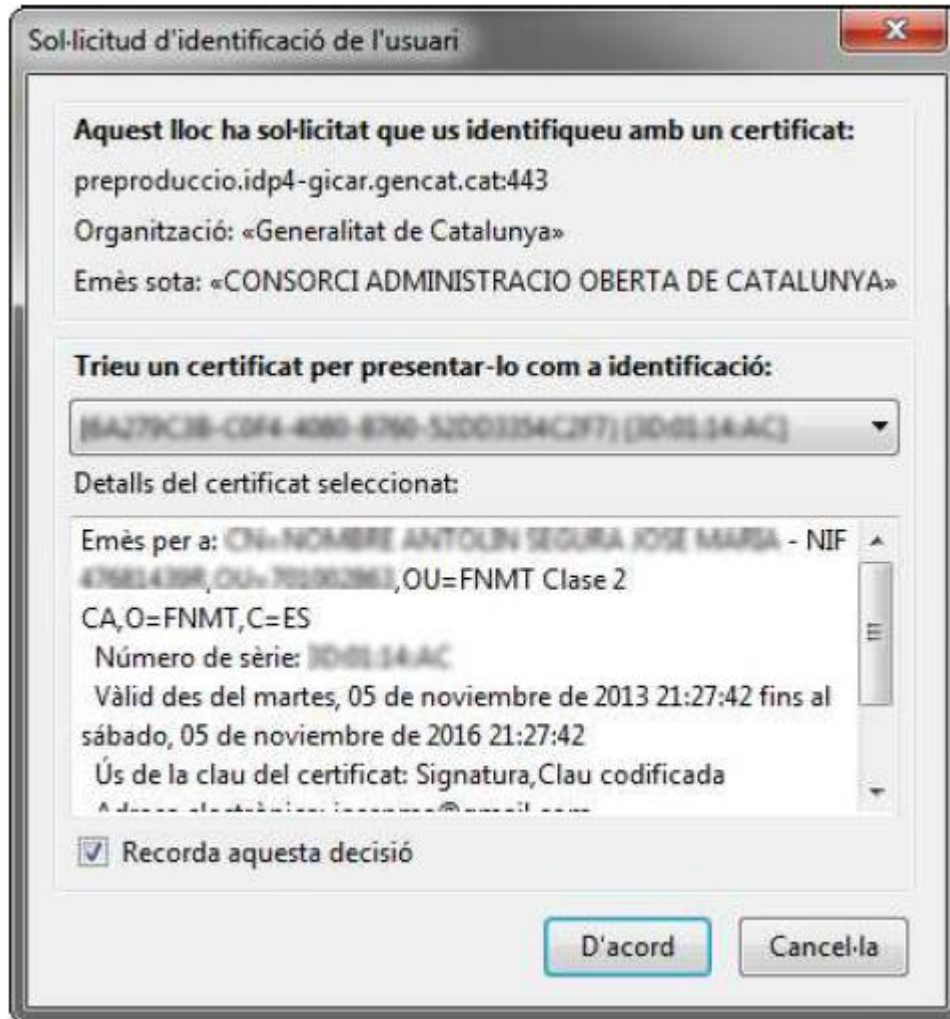 Sol·licitud d'identificació de l'usuari
Aquest lloc ha sol·licitat que us identifiqueu amb un certificat:
preproduccio.idp4-gicar.gencat.cat:443
Organització: «Generalitat de Catalunya»
Emès sota: «CONSORCI ADMINISTRACIO OBERTA DE CATALUNYA»
Trieu un certificat per presentar-lo com a identificació:
Detalls del certificat seleccionat:
Emès per a: - NIF
,OU=FNMT Clase 2
CA,O=FNMT,C=ES
Número de sèrie:
Vàlid des del martes, 05 de noviembre de 2013 21:27:42 fins al
sábado, 05 de noviembre de 2016 21:27:42
Ús de la clau del certificat: Signatura,Clau codificada
Recorda aquesta decisió
D'acord
Cancel·la